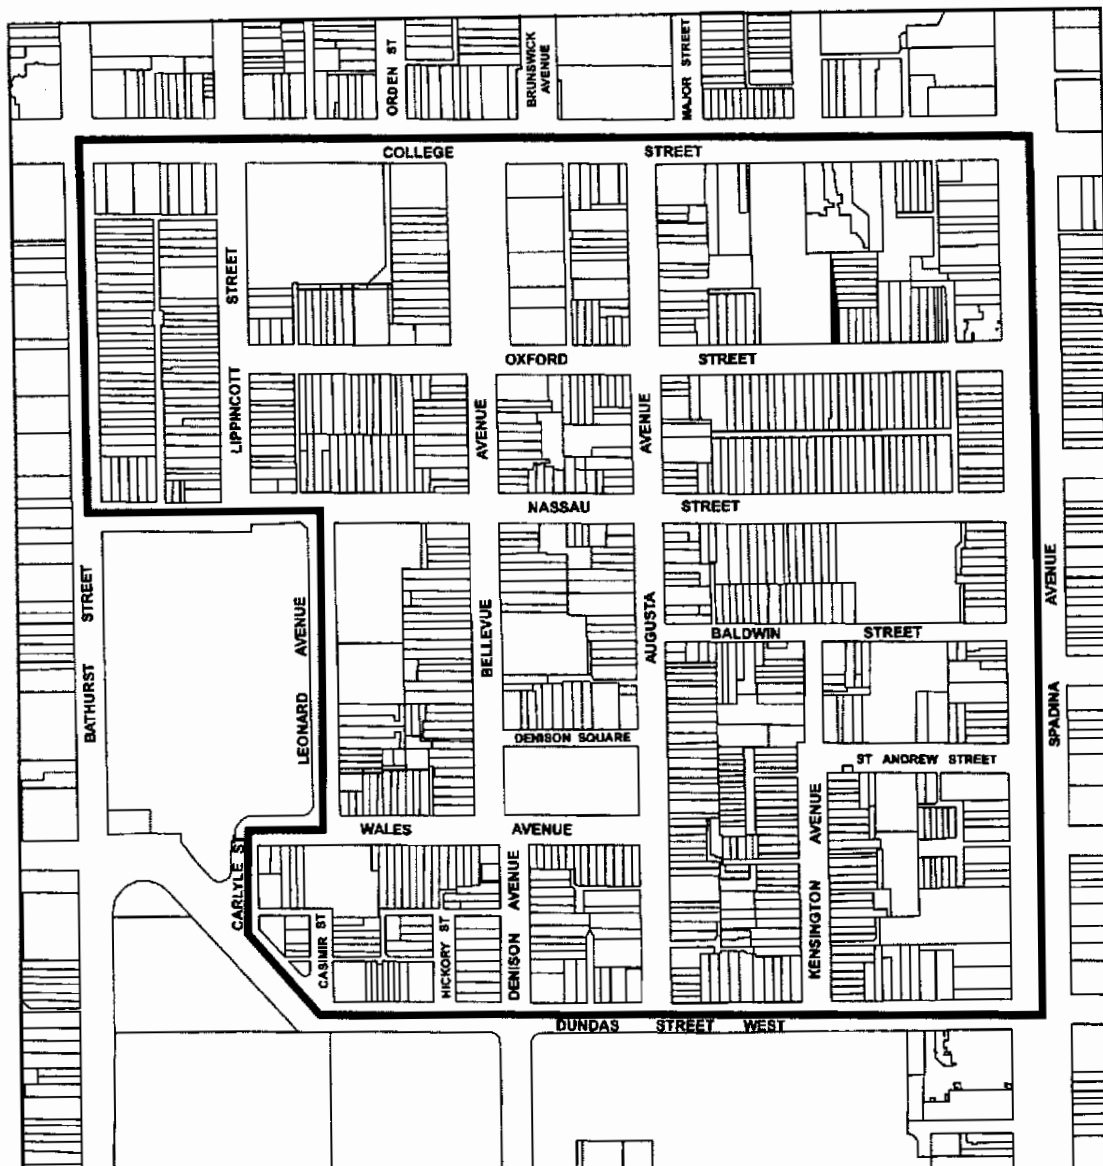 ORDEN ST
BRUNSWICK
AVENUE
MAJOR STREET
COLLEGE STREET
LIPPINCOTT STREET
OXFORD STREET
AVENUE
AVENUE
NASSAU STREET
BATHURST STREET
LEONARD AVENUE
BELLEVUE
AUGUSTA
BALDWIN STREET
SPADINA AVENUE
DENISON SQUARE
ST ANDREW STREET
WALES AVENUE
KENSINGTON AVENUE
CARLYLE ST
CASIMIR ST
HICKORY ST
DENISON AVENUE
DUNDAS STREET WEST